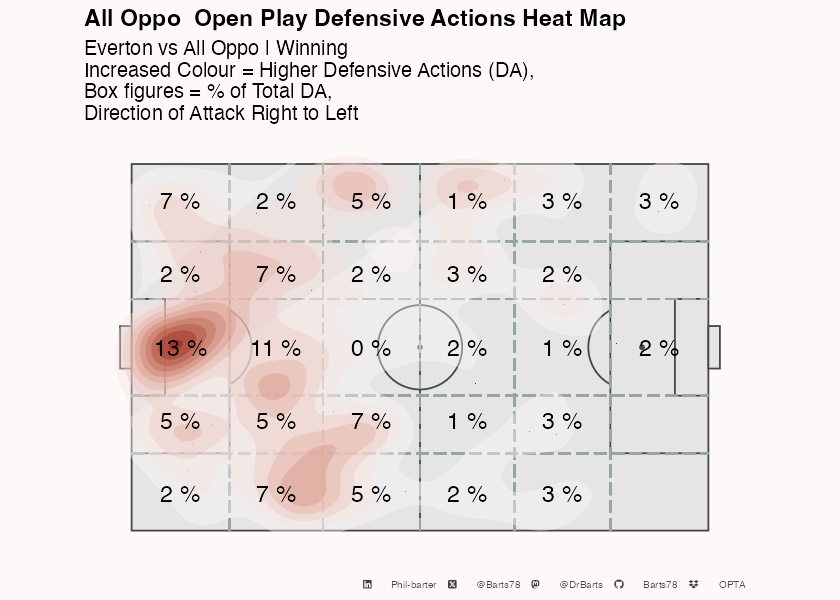 All Oppo  Open Play Defensive Actions Heat Map
Everton vs All Oppo I Winning
Increased Colour = Higher Defensive Actions (DA),
Box figures = % of Total DA,
Direction of Attack Right to Left
7 % 2 % 5 % 1 % 3 % 3 %
2 % 7 % 2 % 3 % 2 %
13 % 11 % 0 % 2 % 1 % 2 %
5 % 5 % 7 % 1 % 3 %
2 % 7 % 5 % 2 % 3 %
Phil-barter @Barts78 @DrBarts Barts78 OPTA